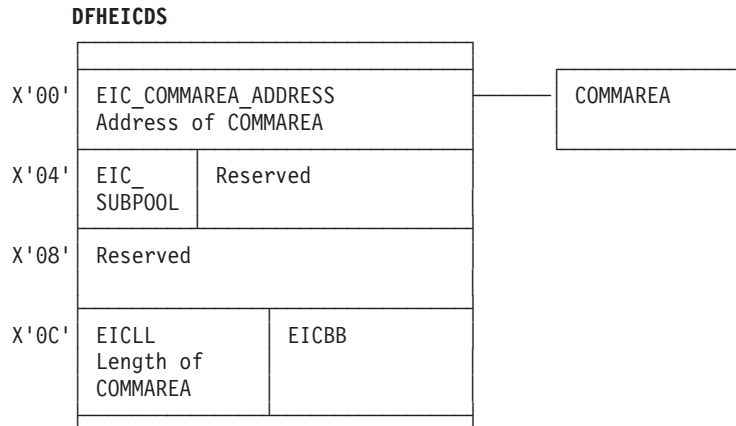 DFHEICDS
X'00' EIC_COMMAREA_ADDRESS COMMAREA
Address of COMMAREA
X'04' EIC_ Reserved
SUBPOOL
X'08' Reserved
X'0C' EICLL EICBB
Length of
COMMAREA